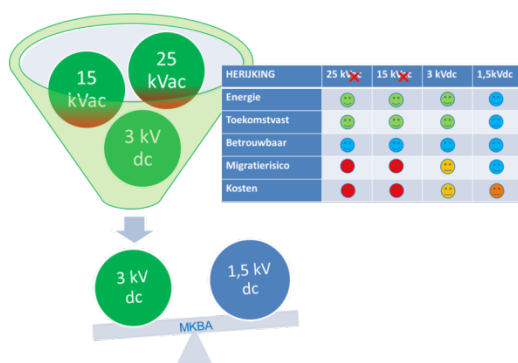 15
kVac
25
kVac
3 kV
dc
HERIJKING 25 kVac 15 kVac 3 kVdc 1,5kVdc
Energie
Toekomstvast
Betrouwbaar
Migratierisico
Kosten
3 kV
dc
1,5 kV
dc
MKBA